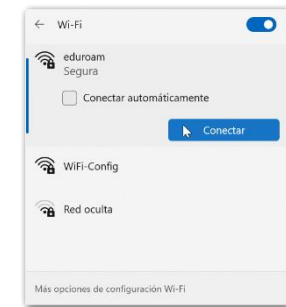 Wi-Fi
eduroam
Segura
Conectar automáticamente
Conectar
WiFi-Config
Red oculta
Más opciones de configuración Wi-Fi